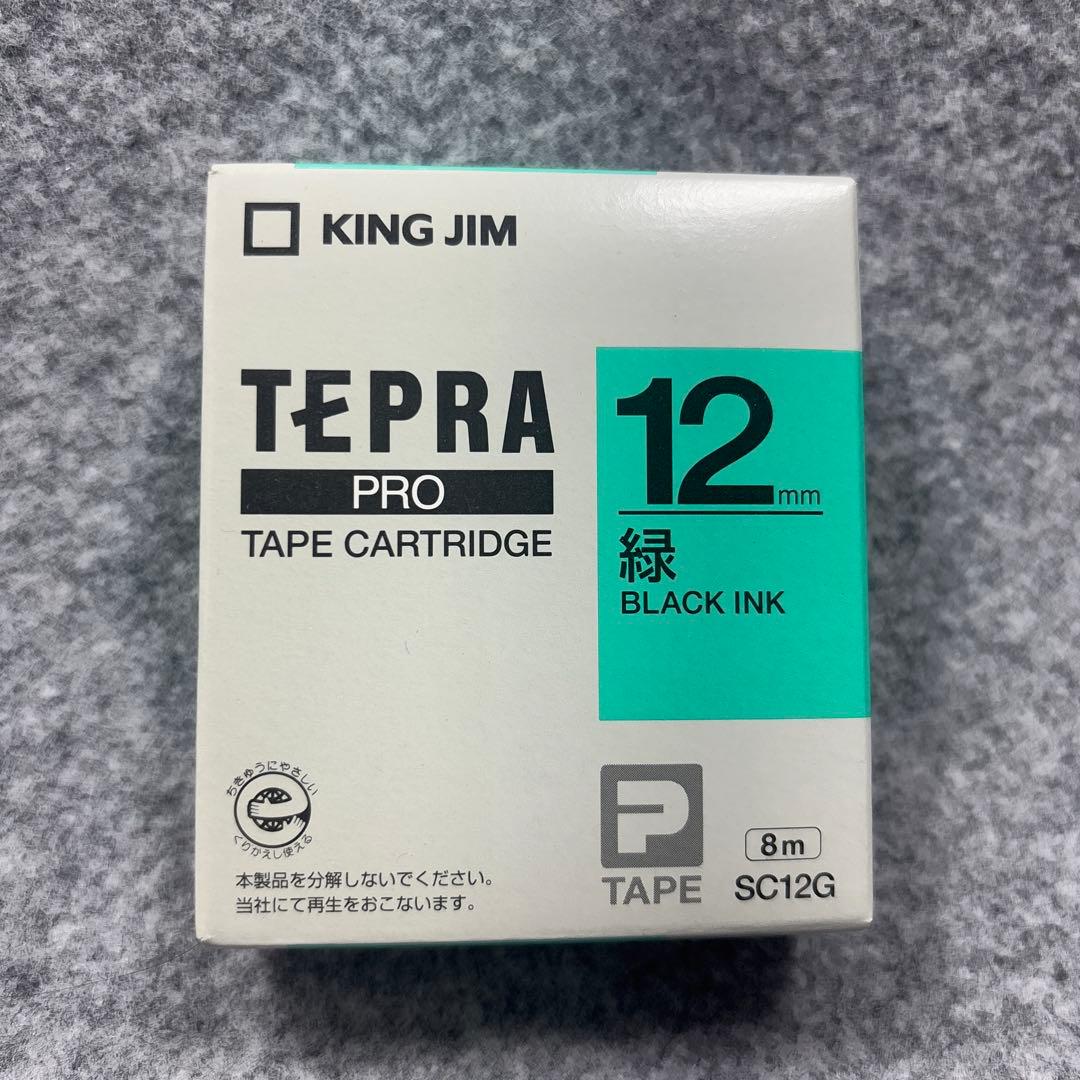 KING JIM
TEPRA
PRO
TAPE CARTRIDGE
12mm
緑
BLACK INK
ちきゅうにやさしい
くりかえし使える
本製品を分解しないでください。
当社にて再生をおこないます。
P
TAPE
8m
SC12G